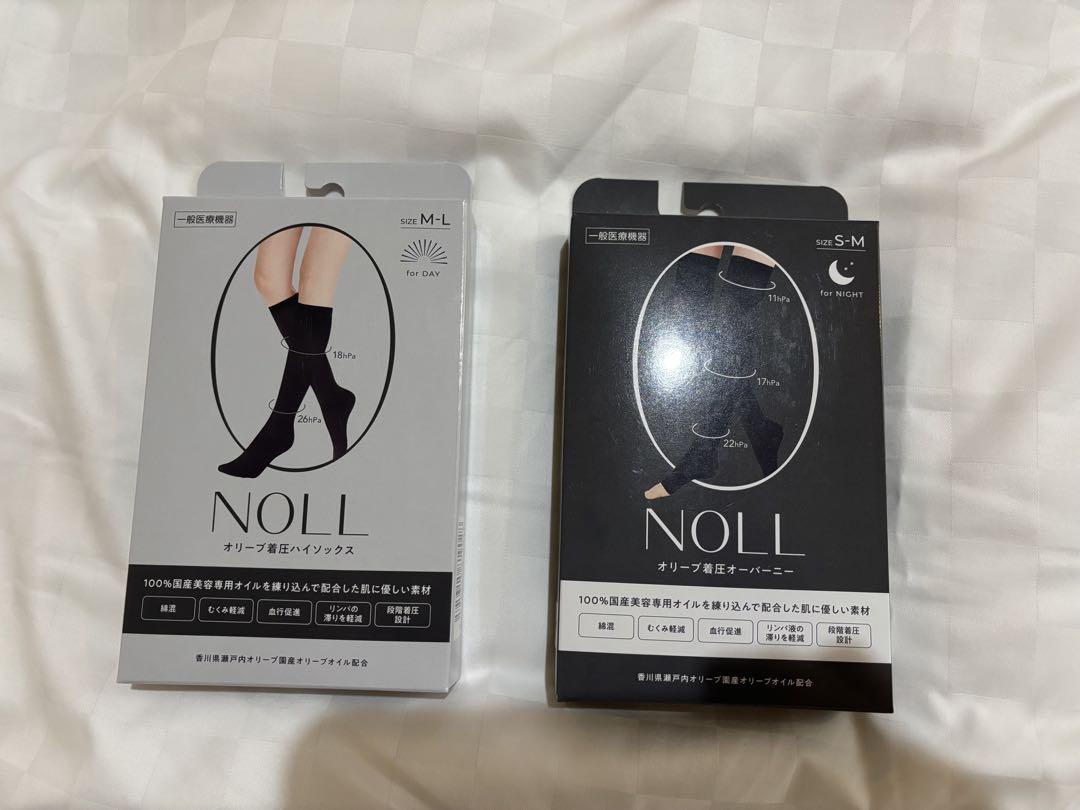 一般医療機器
SIZE M-L
for DAY
18hPa
26hPa
NOLL
オリーブ着圧ハイソックス
100%国産美容専用オイルを練り込んで配合した肌に優しい素材
綿混
むくみ軽減
血行促進
リンパの
滞りを軽減
段階着圧
設計
香川県瀬戸内オリーブ園産オリーブオイル配合
一般医療機器
SIZE S-M
for NIGHT
11hPa
17hPa
22hPa
NOLL
オリーブ着圧オーバーニー
100%国産美容専用オイルを練り込んで配合した肌に優しい素材
綿混
むくみ軽減
血行促進
リンパ液の
滞りを軽減
段階着圧
設計
香川県瀬戸内オリーブ園産オリーブオイル配合